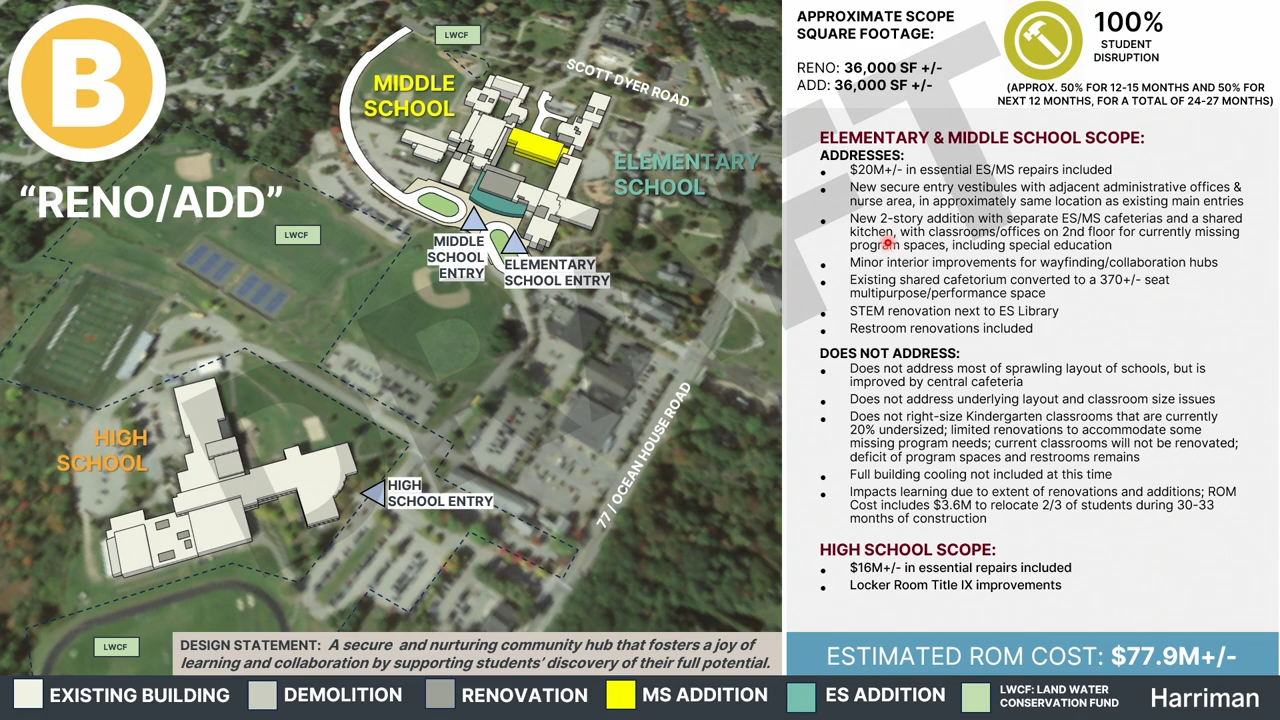 B
"RENO/ADD"
LWCF
SCOTT DYER ROAD
MIDDLE
SCHOOL
ELEMENTARY
SCHOOL
LWCF
MIDDLE
SCHOOL
ENTRY
ELEMENTARY
SCHOOL ENTRY
77 / OCEAN HOUSE ROAD
HIGH
SCHOOL
HIGH
SCHOOL ENTRY
LWCF
DESIGN STATEMENT: A secure and nurturing community hub that fosters a joy of
learning and collaboration by supporting students' discovery of their full potential.
APPROXIMATE SCOPE
SQUARE FOOTAGE:
RENO: 36,000 SF +/-
ADD: 36,000 SF +/-
100%
STUDENT
DISRUPTION
(APPROX. 50% FOR 12-15 MONTHS AND 50% FOR
NEXT 12 MONTHS, FOR A TOTAL OF 24-27 MONTHS)
ELEMENTARY & MIDDLE SCHOOL SCOPE:
ADDRESSES:
• $20M+/- in essential ES/MS repairs included
• New secure entry vestibules with adjacent administrative offices &
nurse area, in approximately same location as existing main entries
• New 2-story addition with separate ES/MS cafeterias and a shared
kitchen, with classrooms/offices on 2nd floor for currently missing
program spaces, including special education
• Minor interior improvements for wayfinding/collaboration hubs
• Existing shared cafetorium converted to a 370+/- seat
multipurpose/performance space
• STEM renovation next to ES Library
• Restroom renovations included
DOES NOT ADDRESS:
• Does not address most of sprawling layout of schools, but is
improved by central cafeteria
• Does not address underlying layout and classroom size issues
• Does not right-size Kindergarten classrooms that are currently
20% undersized; limited renovations to accommodate some
missing program needs; current classrooms will not be renovated;
deficit of program spaces and restrooms remains
• Full building cooling not included at this time
• Impacts learning due to extent of renovations and additions; ROM
Cost includes $3.6M to relocate 2/3 of students during 30-33
months of construction
HIGH SCHOOL SCOPE:
• $16M+/- in essential repairs included
• Locker Room Title IX improvements
ESTIMATED ROM COST: $77.9M+/-
EXISTING BUILDING
DEMOLITION
RENOVATION
MS ADDITION
ES ADDITION
LWCF: LAND WATER
CONSERVATION FUND
Harriman